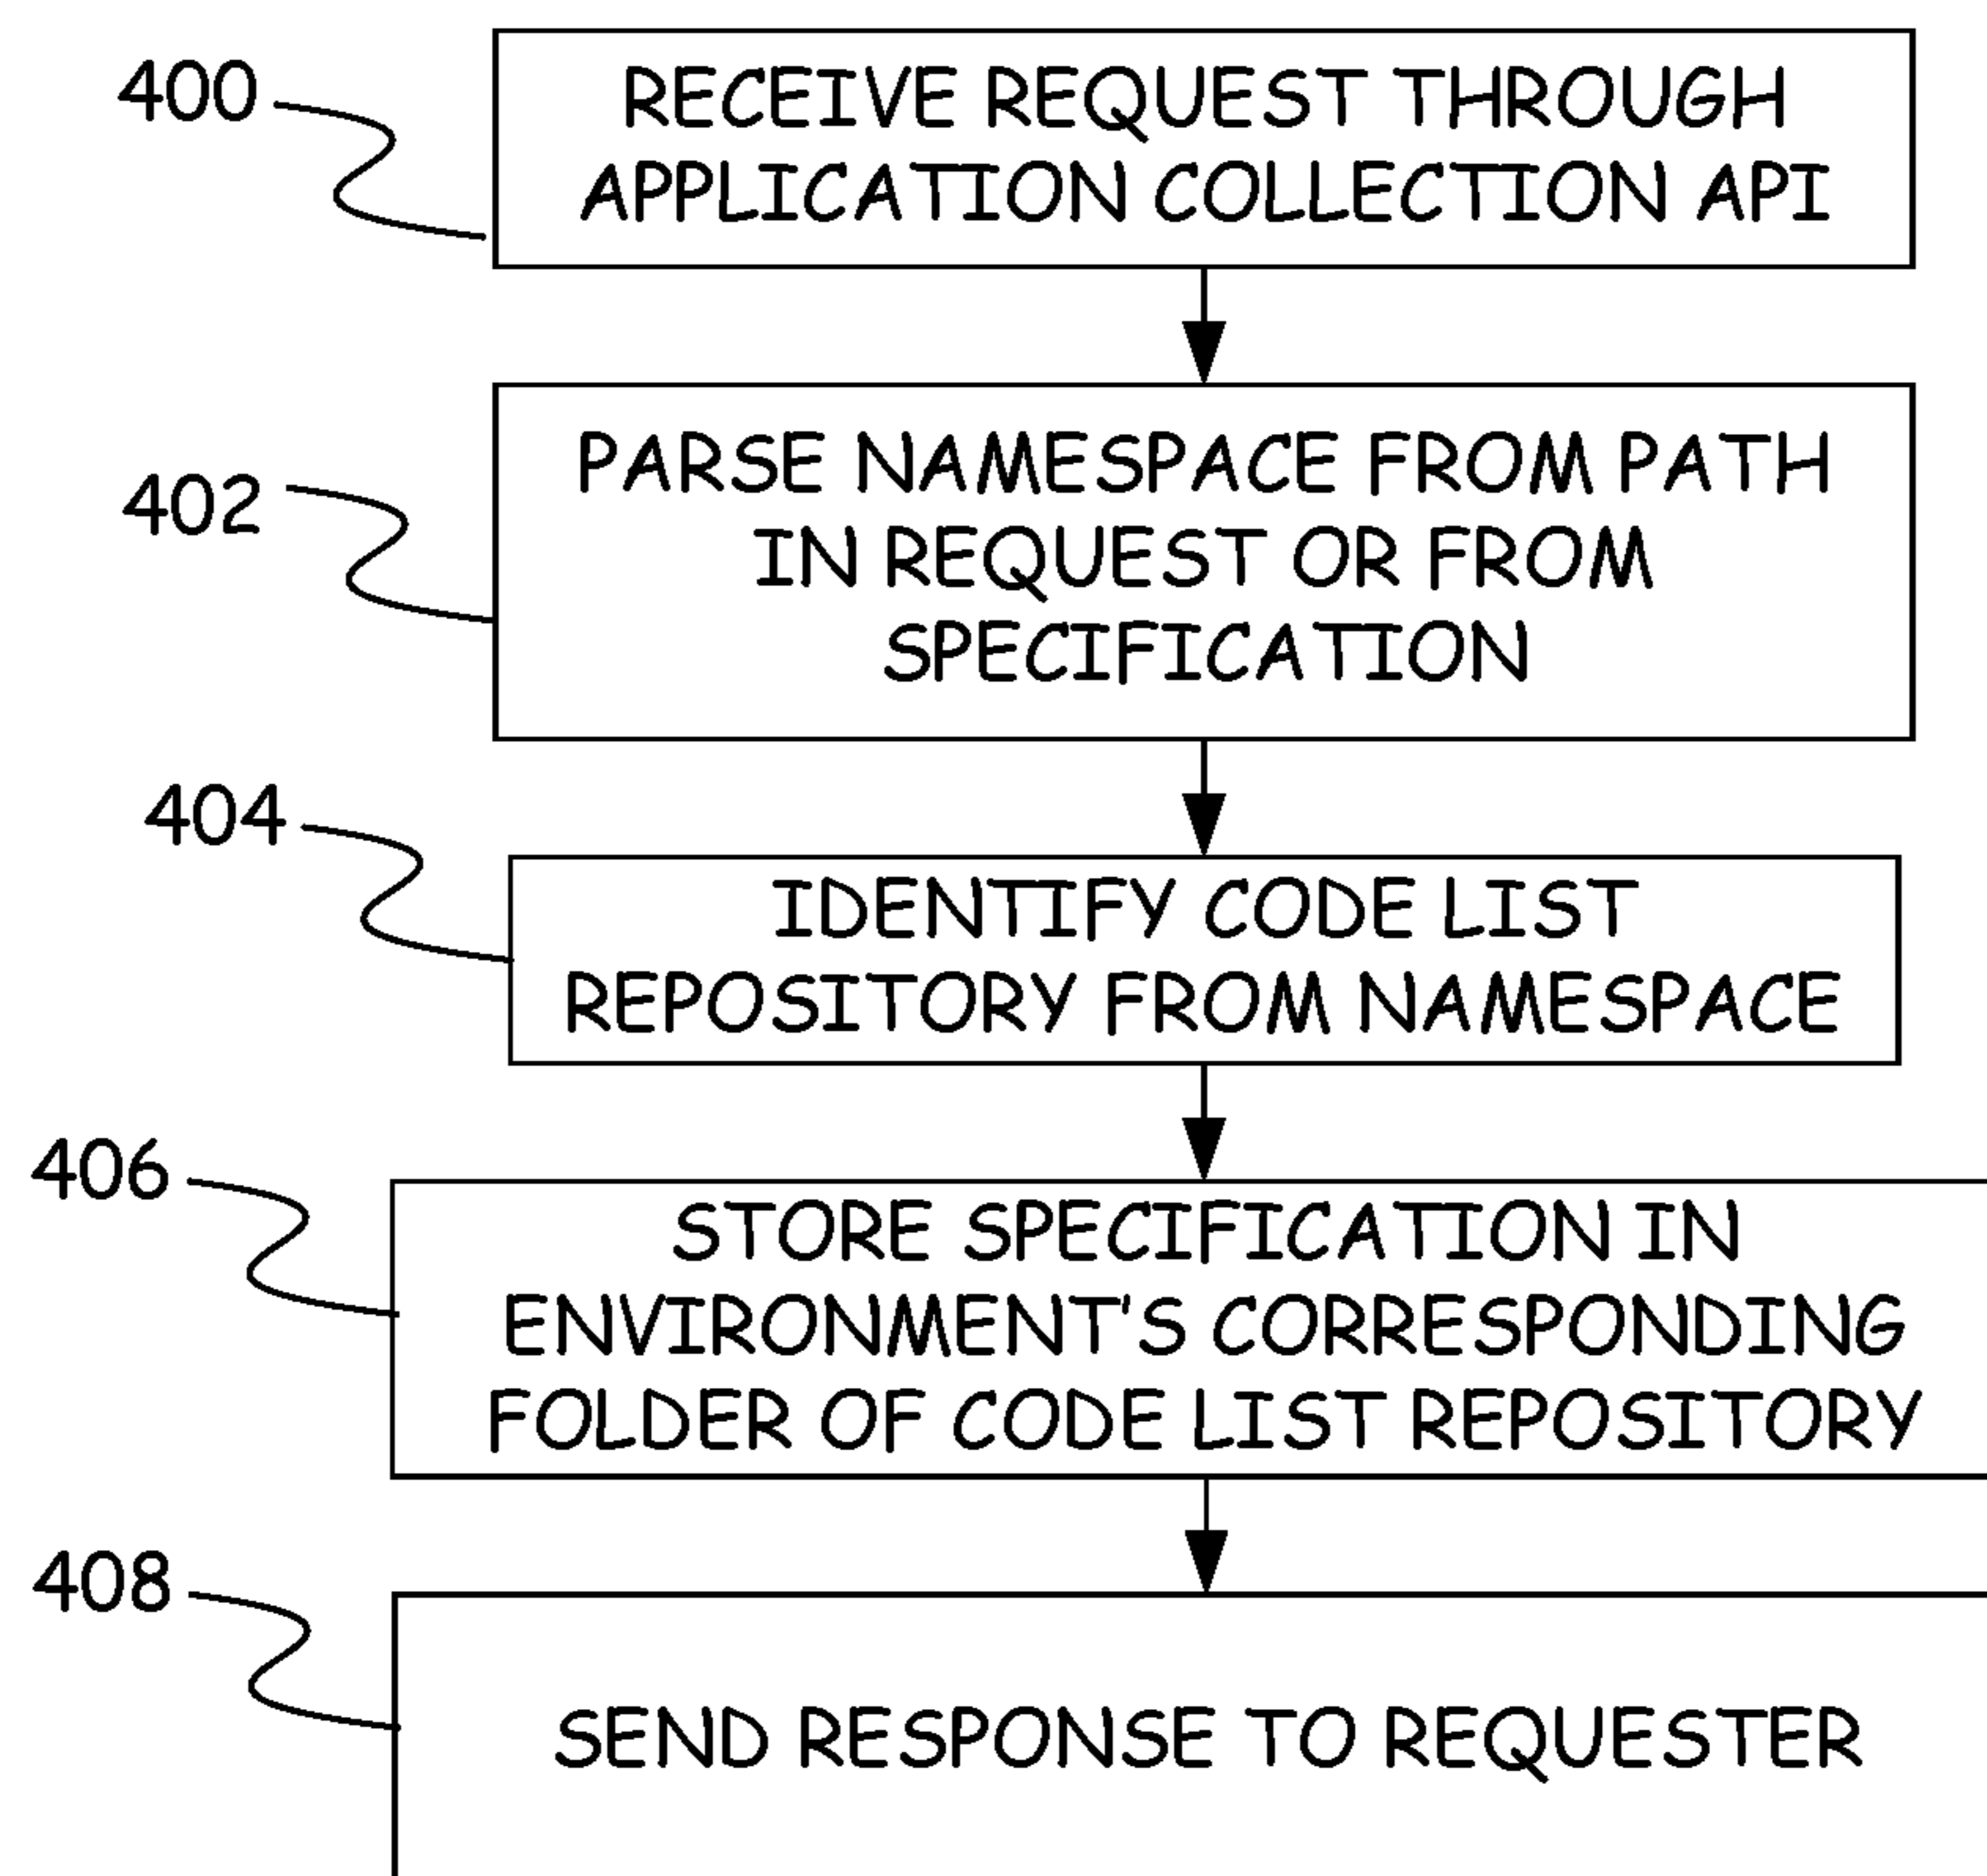 400
RECEIVE REQUEST THROUGH
APPLICATION COLLECTION API
402
PARSE NAMESPACE FROM PATH
IN REQUEST OR FROM
SPECIFICATION
404
IDENTIFY CODE LIST
REPOSITORY FROM NAMESPACE
406
STORE SPECIFICATION IN
ENVIRONMENT'S CORRESPONDING
FOLDER OF CODE LIST REPOSITORY
408
SEND RESPONSE TO REQUESTER